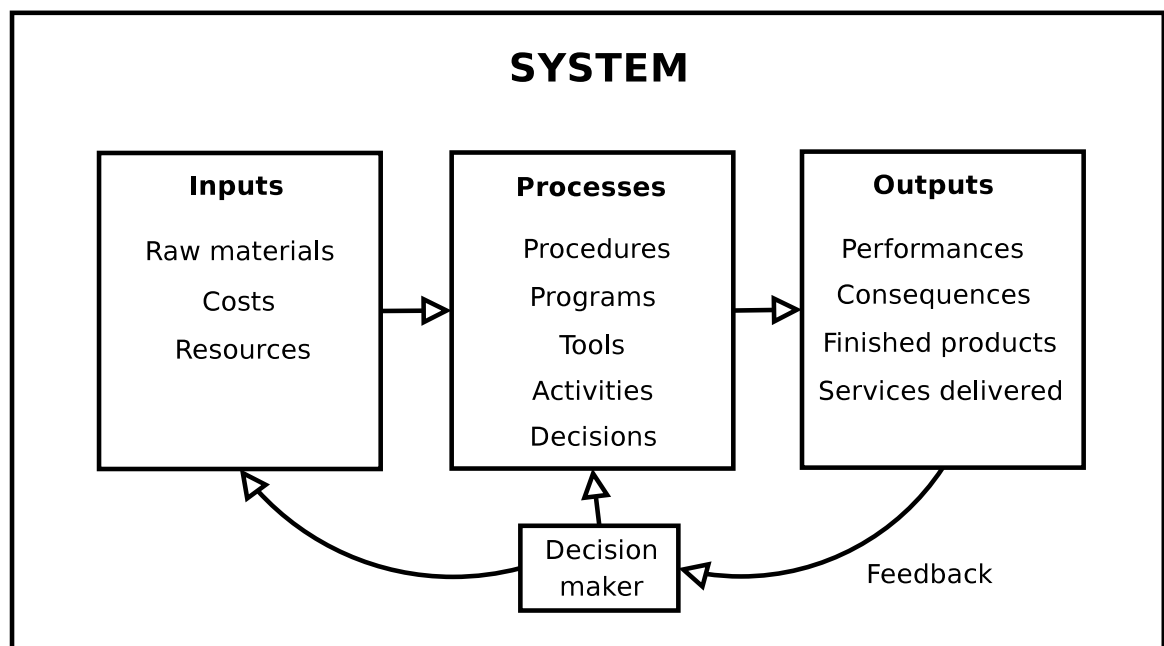 SYSTEM
Inputs
Raw materials
Costs
Resources
Processes
Procedures
Programs
Tools
Activities
Decisions
Outputs
Performances
Consequences
Finished products
Services delivered
Decision
maker
Feedback